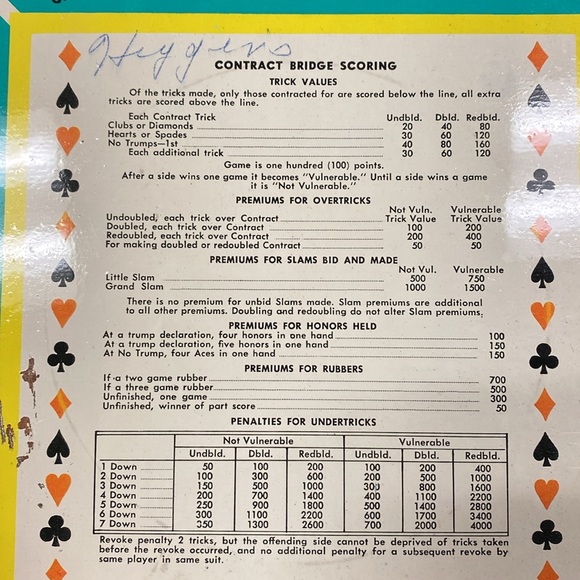 CONTRACT BRIDGE SCORING
TRICK VALUES
Of the tricks made, only those contracted for are scored below the line, all extra
tricks are scored above the line.
Each Contract Trick Undbld. Dbld. Redbld.
Clubs or Diamonds 20 40 80
Hearts or Spades 30 60 120
No Trumps—1st 40 80 160
Each additional trick 30 60 120
Game is one hundred (100) points.
After a side wins one game it becomes "Vulnerable." Until a side wins a game
it is "Not Vulnerable."
PREMIUMS FOR OVERTRICKS
Not Vuln. Vulnerable
Undoubled, each trick over Contract Trick Value Trick Value
Doubled, each trick over Contract 100 200
Redoubled, each trick over Contract 200 400
For making doubled or redoubled Contract 50 50
PREMIUMS FOR SLAMS BID AND MADE
Not Vul. Vulnerable
Little Slam 500 750
Grand Slam 1000 1500
There is no premium for unbid Slams made. Slam premiums are additional
to all other premiums. Doubling and redoubling do not alter Slam premiums.
PREMIUMS FOR HONORS HELD
At a trump declaration, four honors in one hand 100
At a trump declaration, five honors in one hand 150
At No Trump, four Aces in one hand 150
PREMIUMS FOR RUBBERS
If a two game rubber 700
If a three game rubber 500
Unfinished, one game 300
Unfinished, winner of part score 50
PENALTIES FOR UNDERTRICKS
Not Vulnerable Vulnerable
Undbld. Dbld. Redbld. Undbld. Dbld. Redbld.
1 Down 50 100 200 100 200 400
2 Down 100 300 600 200 500 1000
3 Down 150 500 1000 300 800 1600
4 Down 200 700 1400 400 1100 2200
5 Down 250 900 1800 500 1400 2800
6 Down 300 1100 2200 600 1700 3400
7 Down 350 1300 2600 700 2000 4000
Revoke penalty 2 tricks, but the offending side cannot be deprived of tricks taken
before the revoke occurred, and no additional penalty for a subsequent revoke by
same player in same suit.